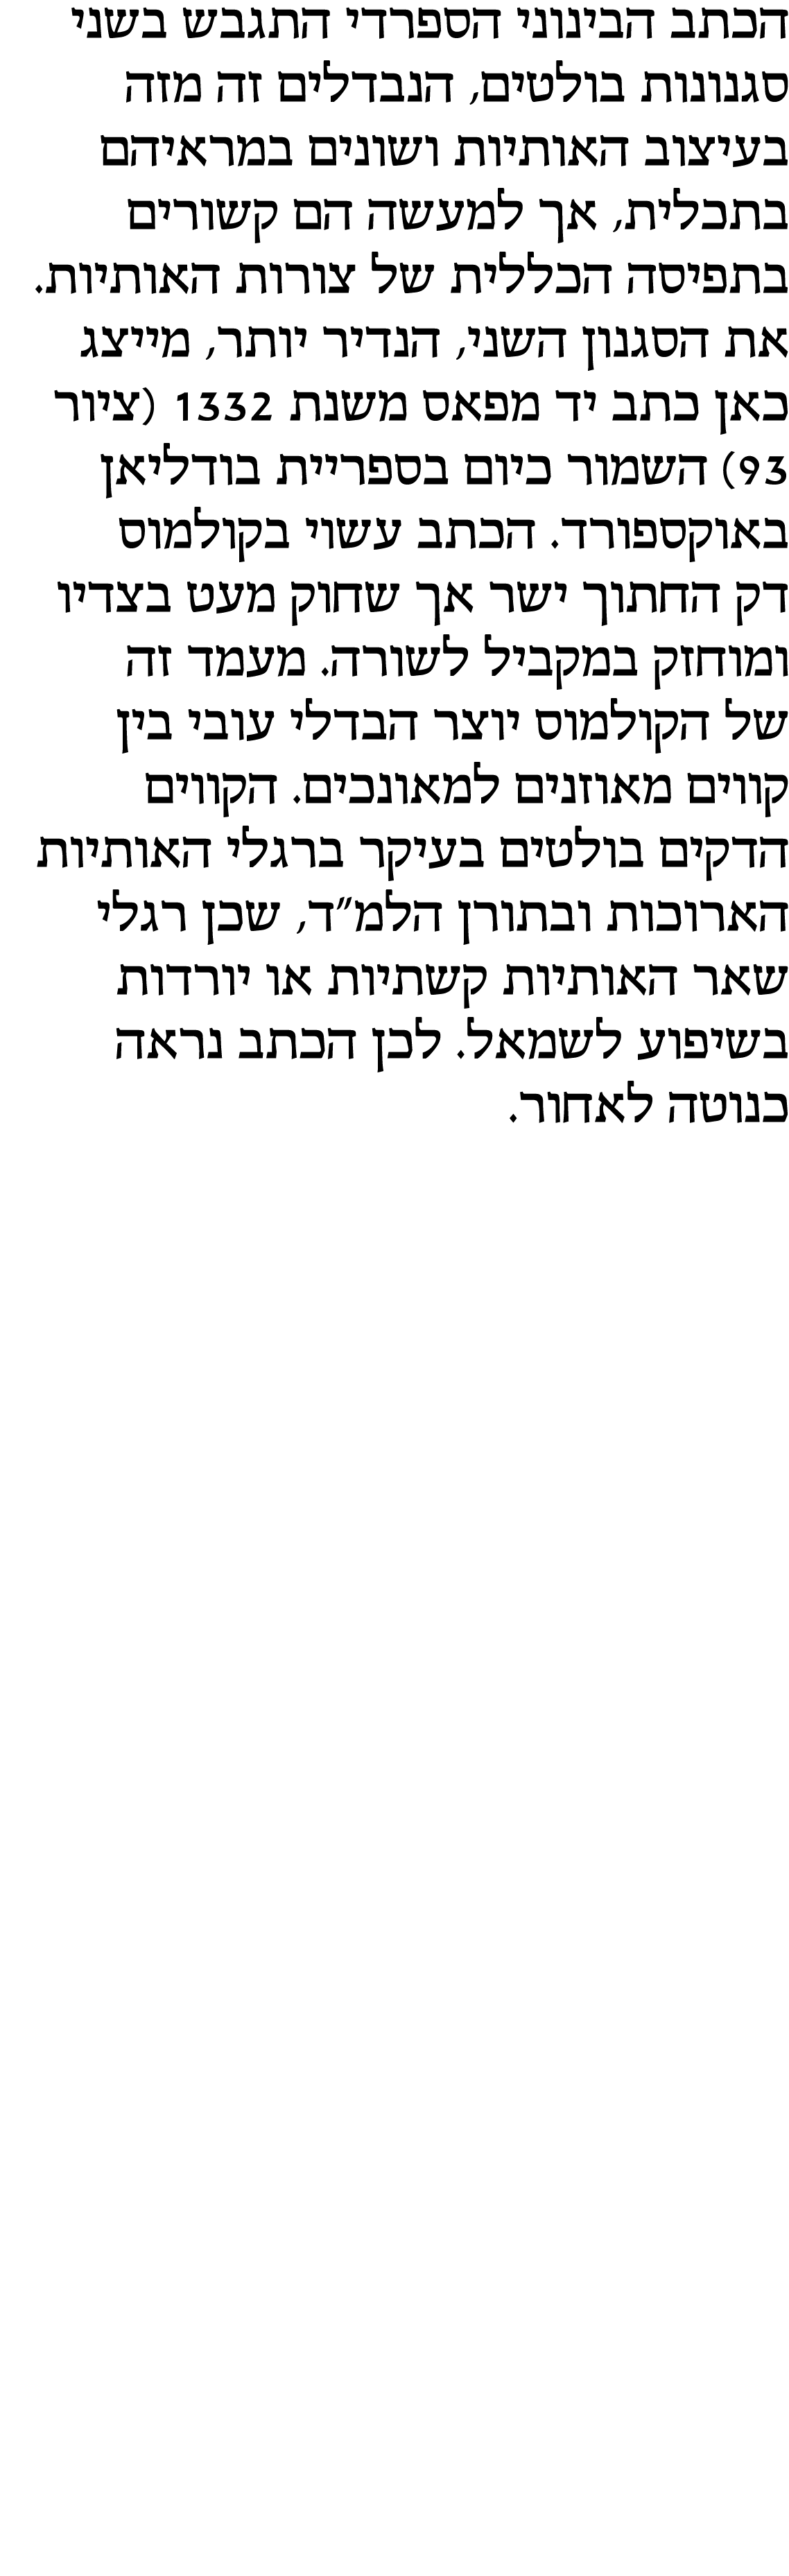 הכתב הבינוני הספרדי התגבש בשני
סגנונות בולטים, הנבדלים זה מזה
בעיצוב האותיות ושונים במראיהם
בתכלית, אך למעשה הם קשורים
בתפיסה הכללית של צורות האותיות.
את הסגנון השני, הנדיר יותר, מייצג
כאן כתב יד מפאס משנת 1332 (ציור
93) השמור כיום בספריית בודליאן
באוקספורד. הכתב עשוי בקולמוס
דק החתוך ישר אך שחוק מעט בצדיו
ומוחזק במקביל לשורה. מעמד זה
של הקולמוס יוצר הבדלי עובי בין
קווים מאוזנים למאונכים. הקווים
הדקים בולטים בעיקר ברגלי האותיות
הארוכות ובתורן הלמ״ד, שכן רגלי
שאר האותיות קשתיות או יורדות
בשיפוע לשמאל. לכן הכתב נראה
כנוטה לאחור.